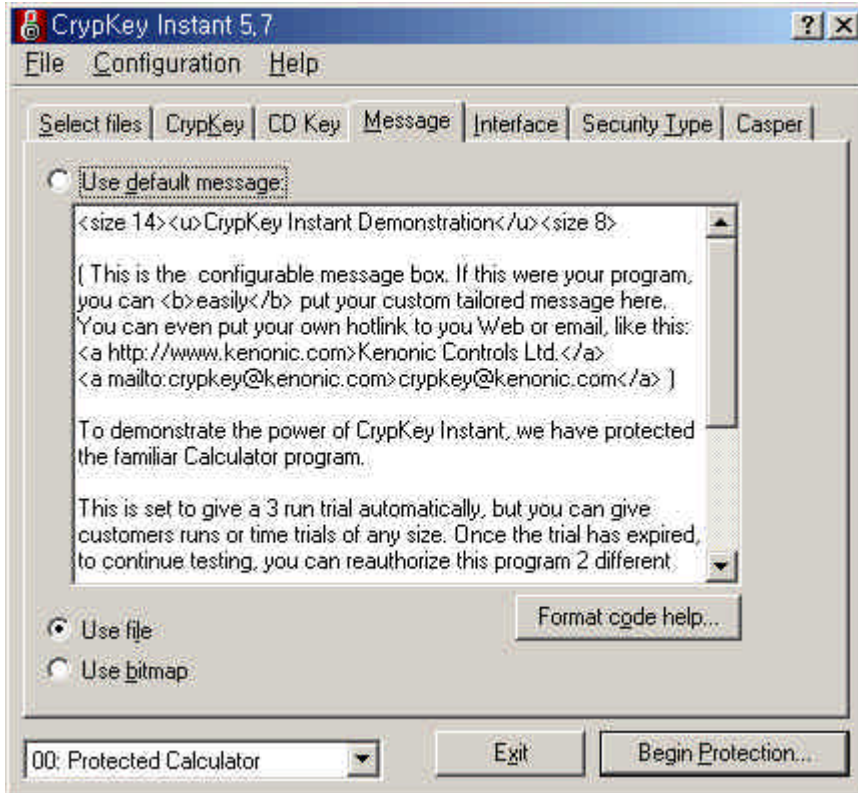 CrypKey Instant 5,7
File Configuration Help
Select files CrypKey CD Key Message Interface Security Type Casper
Use default message:
<size 14><u>CrypKey Instant Demonstration</u><size 8>
( This is the configurable message box. If this were your program,
you can <b>easily</b> put your custom tailored message here.
You can even put your own hotlink to you Web or email, like this:
<a http://www.kenonic.com>Kenonic Controls Ltd.</a>
<a mailto:crypkey@kenonic.com>crypkey@kenonic.com</a> )
To demonstrate the power of CrypKey Instant, we have protected
the familiar Calculator program.
This is set to give a 3 run trial automatically, but you can give
customers runs or time trials of any size. Once the trial has expired,
to continue testing, you can reauthorize this program 2 different
Format code help...
Use file
Use bitmap
00: Protected Calculator Exit Begin Protection...